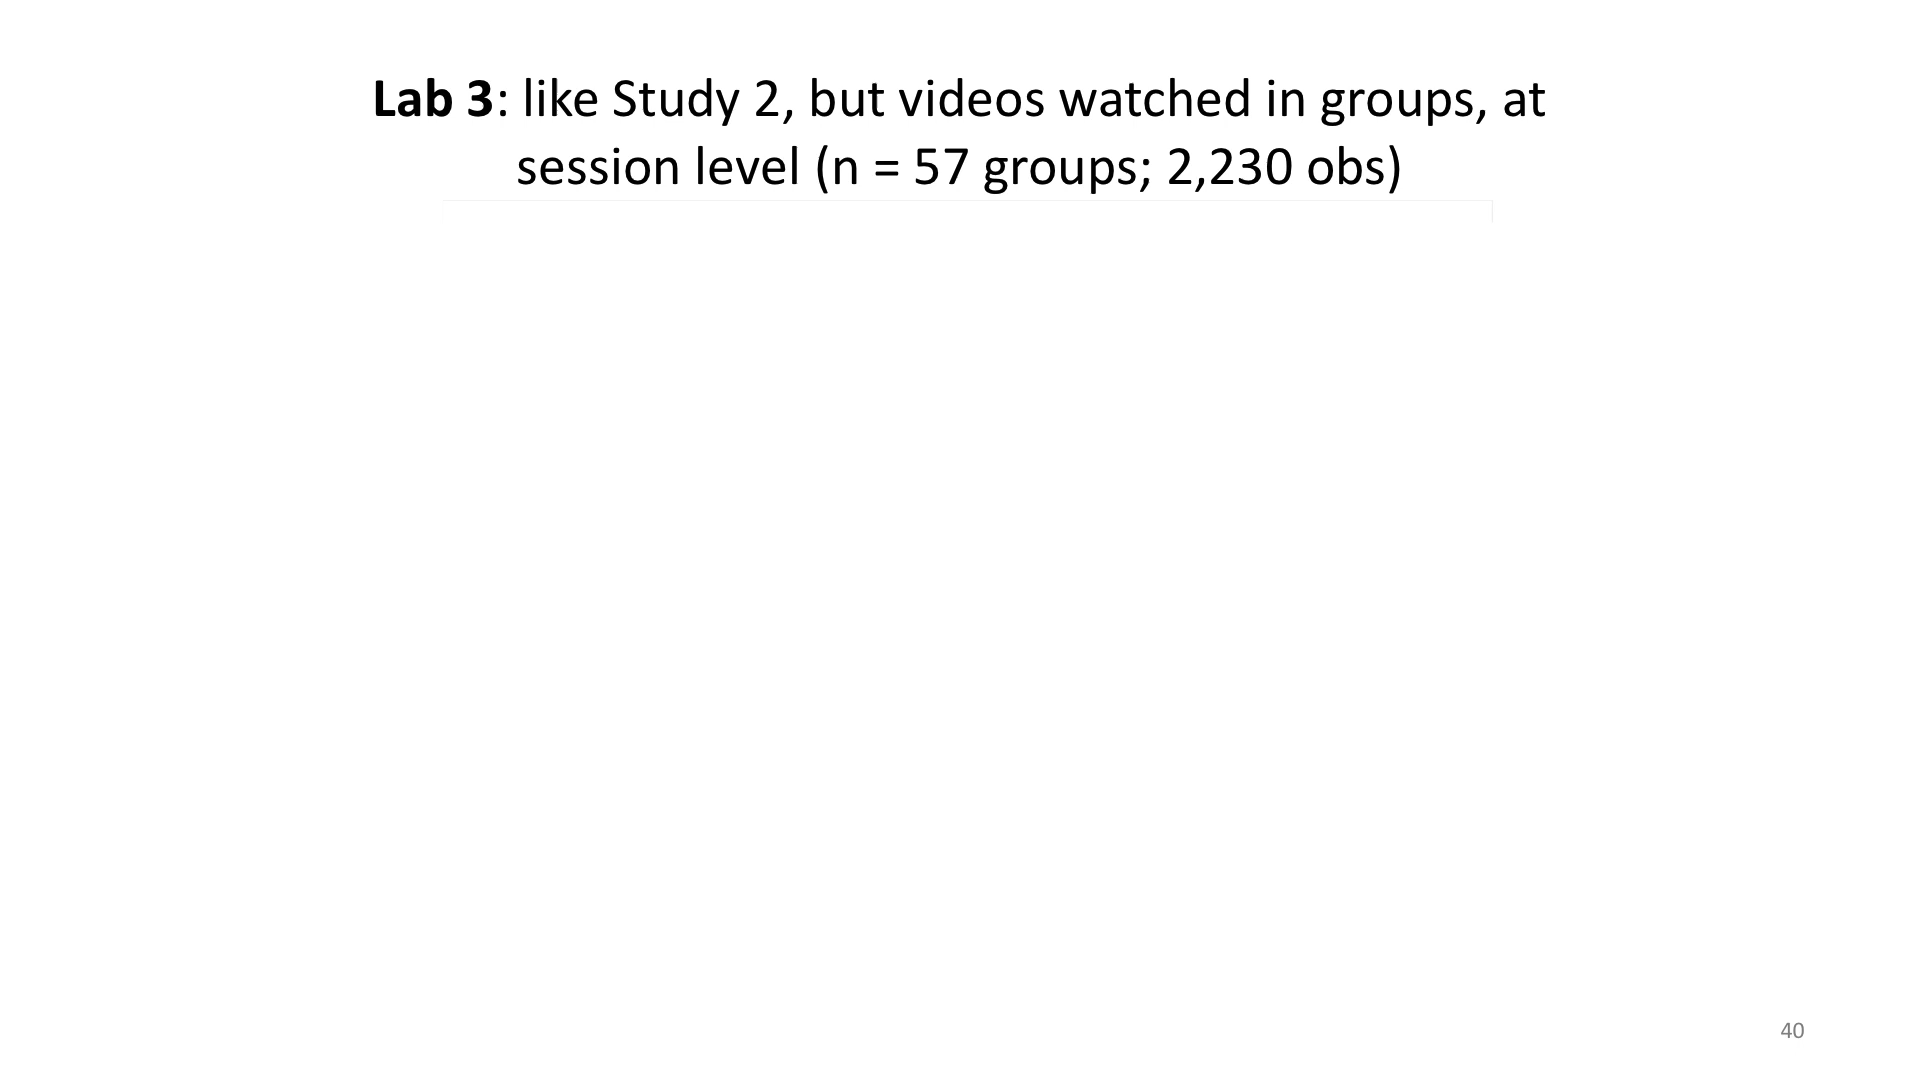 Lab 3: like Study 2, but videos watched in groups, at
session level (n = 57 groups; 2,230 obs)
40